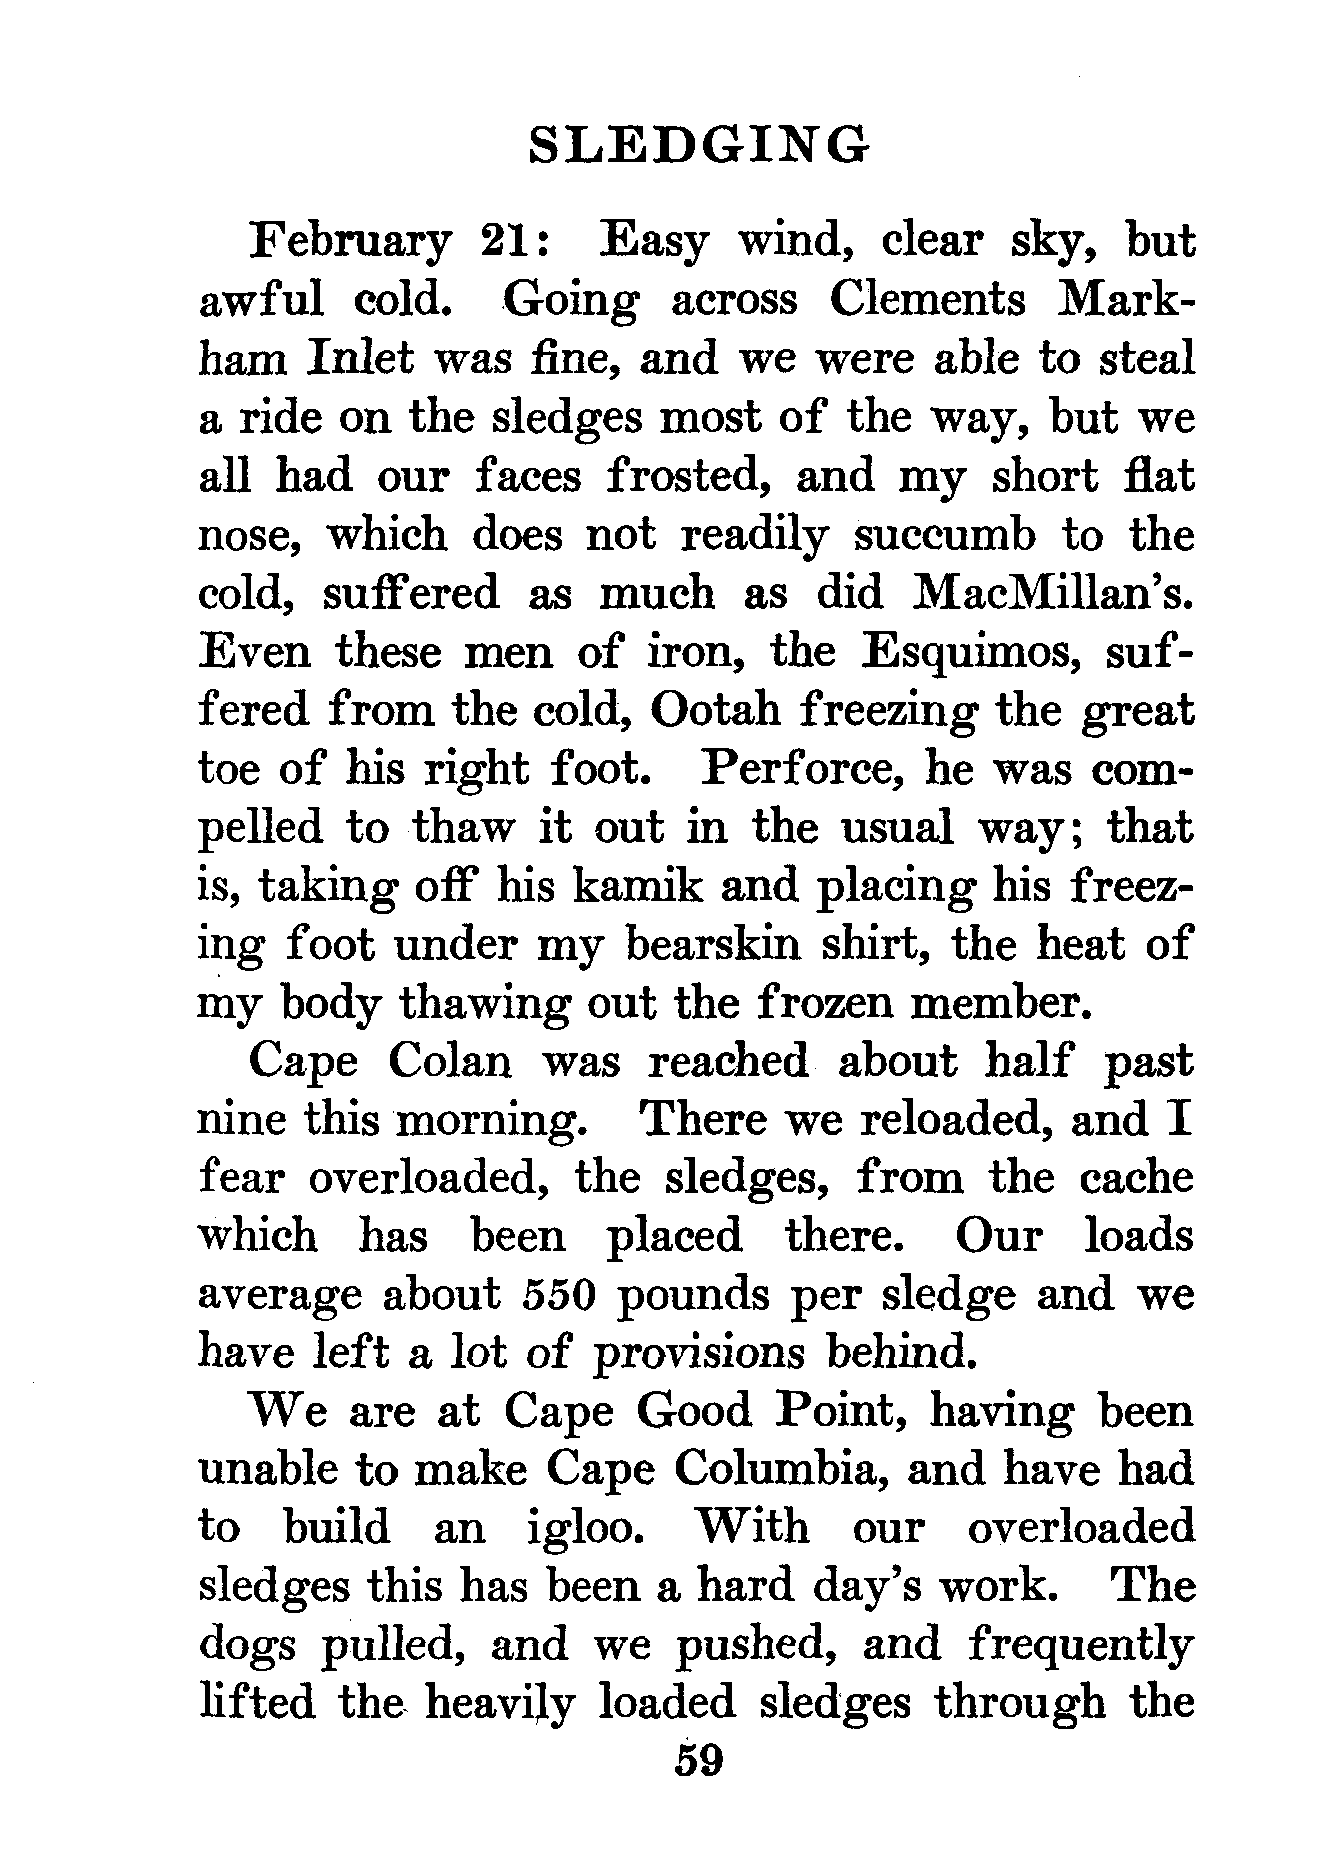 SLEDGING
February 21: Easy wind, clear sky, but
awful cold. Going across Clements Mark-
ham Inlet was fine, and we were able to steal
a ride on the sledges most of the way, but we
all had our faces frosted, and my short flat
nose, which does not readily succumb to the
cold, suffered as much as did MacMillan's.
Even these men of iron, the Esquimos, suf-
fered from the cold, Ootah freezing the great
toe of his right foot. Perforce, he was com-
pelled to thaw it out in the usual way; that
is, taking off his kamik and placing his freez-
ing foot under my bearskin shirt, the heat of
my body thawing out the frozen member.
Cape Colan was reached about half past
nine this morning. There we reloaded, and I
fear overloaded, the sledges, from the cache
which has been placed there. Our loads
average about 550 pounds per sledge and we
have left a lot of provisions behind.
We are at Cape Good Point, having been
unable to make Cape Columbia, and have had
to build an igloo. With our overloaded
sledges this has been a hard day's work. The
dogs pulled, and we pushed, and frequently
lifted the heavily loaded sledges through the
59